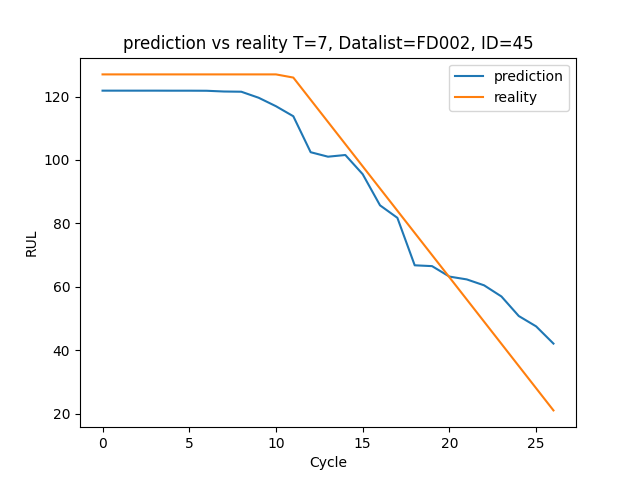 prediction vs reality T=7, Datalist=FD002, ID=45
prediction
reality
120
100
80
60
40
20
RUL
0 5 10 15 20 25
Cycle